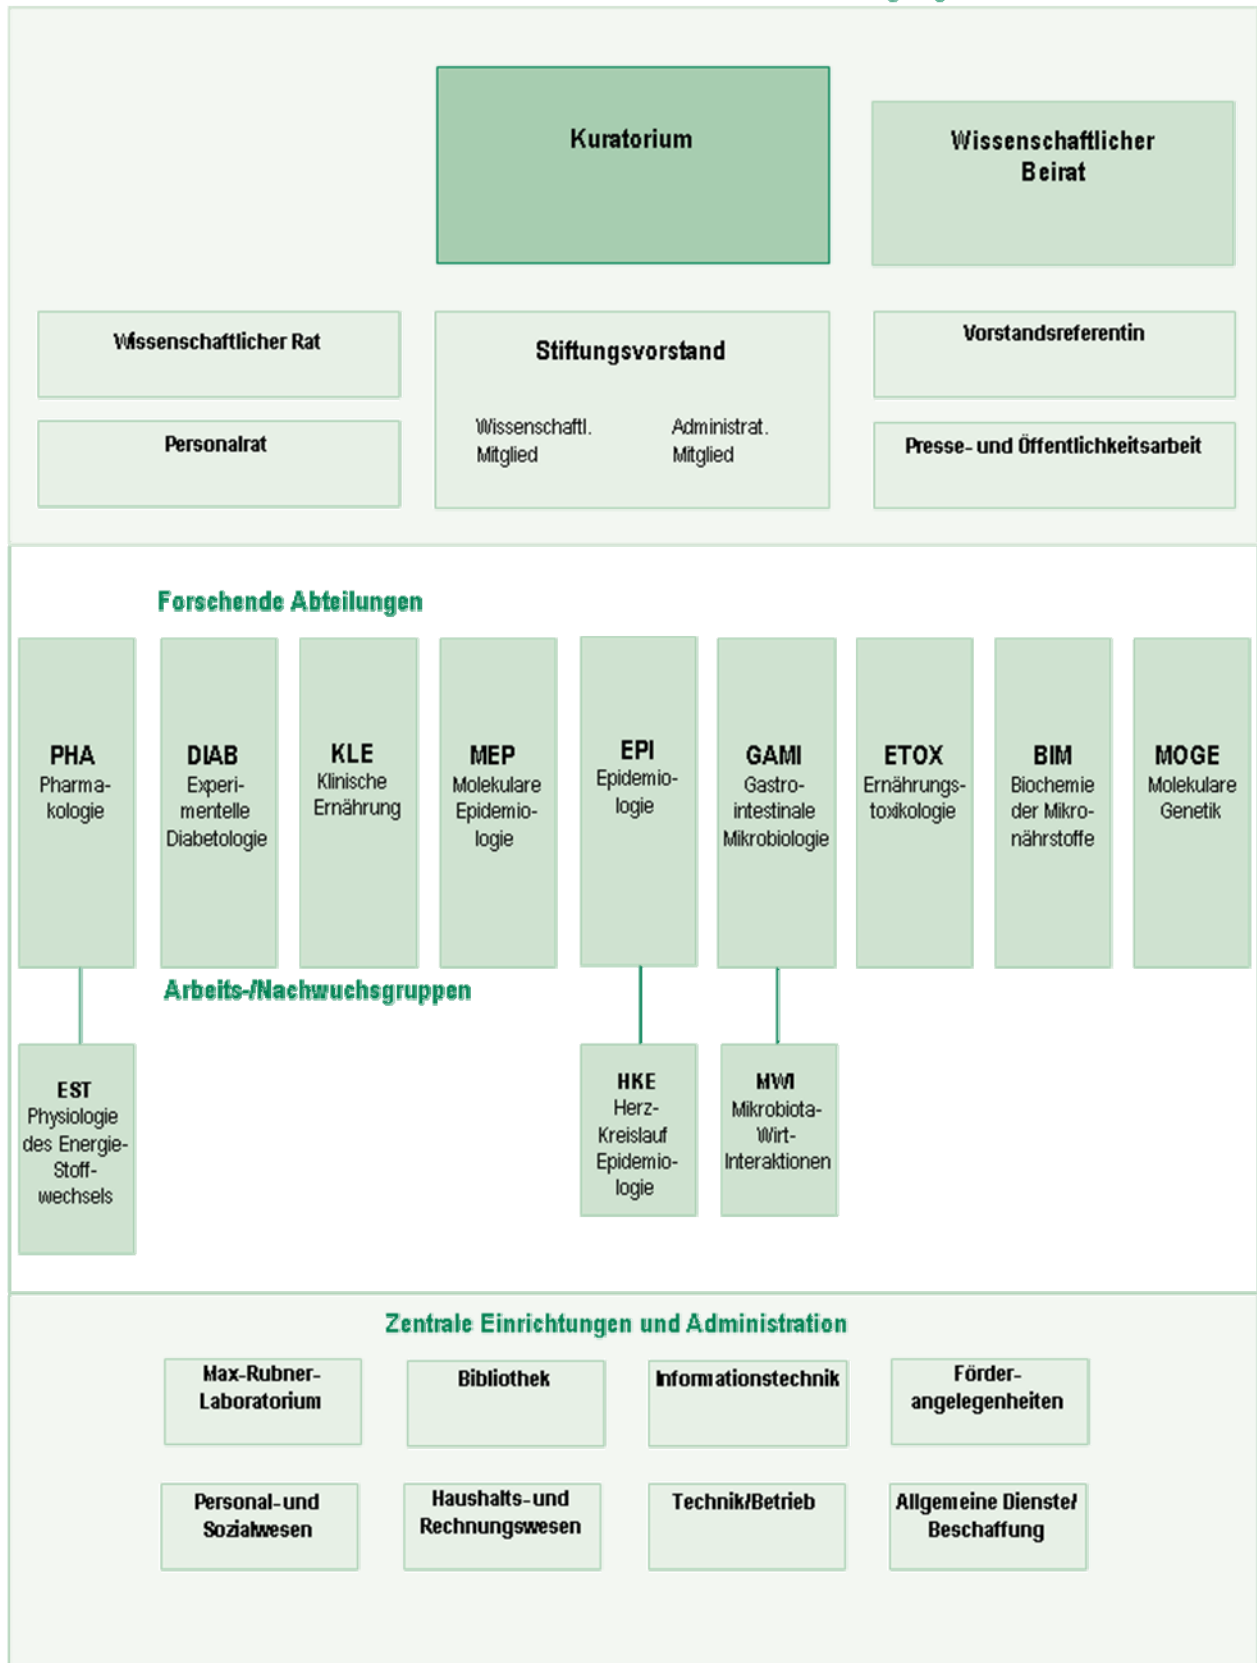 Kuratorium
Wissenschaftlicher
Beirat
Wissenschaftlicher Rat
Stiftungsvorstand
Vorstandsreferentin
Wissenschaftl.
Mitglied
Administrat.
Mitglied
Personalrat
Presse- und Öffentlichkeitsarbeit
Forschende Abteilungen
PHA
Pharma-
kologie
DIAB
Experi-
mentelle
Diabetologie
KLE
Klinische
Ernährung
MEP
Molekulare
Epidemio-
logie
EPI
Epidemio-
logie
GAMI
Gastro-
intestinale
Mikrobiologie
ETOX
Ernährungs-
toxikologie
BIM
Biochemie
der Mikro-
nährstoffe
MOGE
Molekulare
Genetik
Arbeits-/Nachwuchsgruppen
EST
Physiologie
des Energie-
Stoff-
wechsels
HKE
Herz-
Kreislauf
Epidemio-
logie
MWI
Mikrobiota-
Wirt-
Interaktionen
Zentrale Einrichtungen und Administration
Max-Rubner-
Laboratorium
Bibliothek
Informationstechnik
Förder-
angelegenheiten
Personal- und
Sozialwesen
Haushalts- und
Rechnungswesen
Technik/Betrieb
Allgemeine Dienste/
Beschaffung